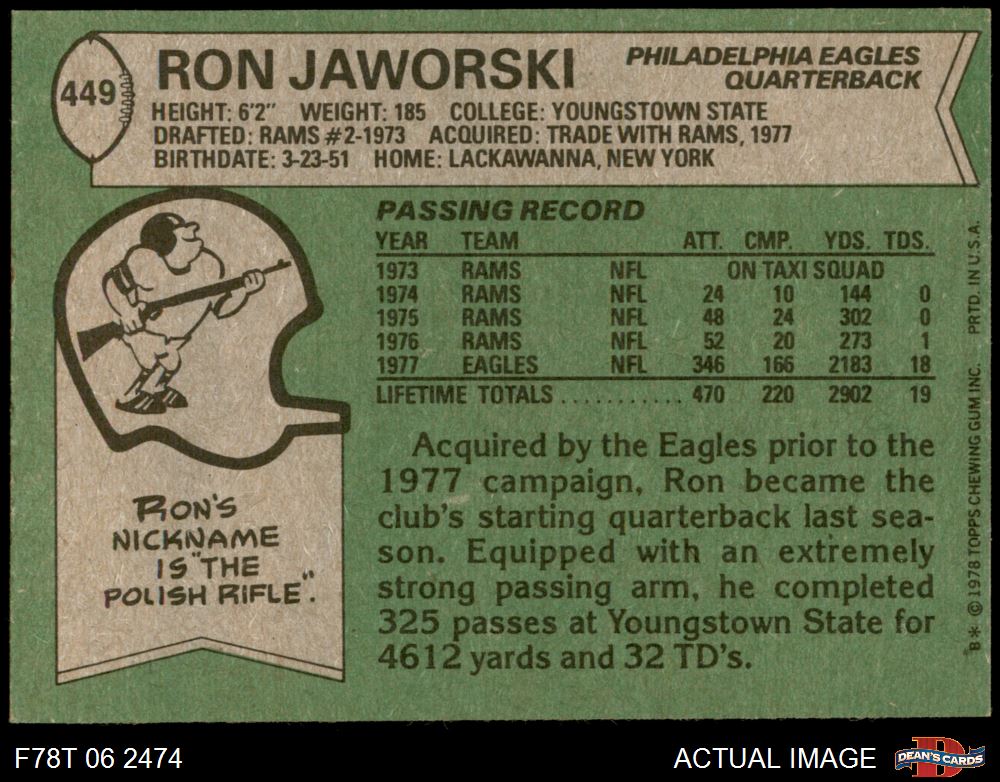 449
RON JAWORSKI
PHILADELPHIA EAGLES
QUARTERBACK
HEIGHT: 6'2" WEIGHT: 185 COLLEGE: YOUNGSTOWN STATE
DRAFTED: RAMS #2-1973 ACQUIRED: TRADE WITH RAMS, 1977
BIRTHDATE: 3-23-51 HOME: LACKAWANNA, NEW YORK
PASSING RECORD
YEAR TEAM ATT. CMP. YDS. TDS.
1973 RAMS NFL ON TAXI SQUAD
1974 RAMS NFL 24 10 144 0
1975 RAMS NFL 48 24 302 0
1976 RAMS NFL 52 20 273 1
1977 EAGLES NFL 346 166 2183 18
LIFETIME TOTALS ........... 470 220 2902 19
Acquired by the Eagles prior to the
1977 campaign, Ron became the
club's starting quarterback last sea-
son. Equipped with an extremely
strong passing arm, he completed
325 passes at Youngstown State for
4612 yards and 32 TD's.
RON'S
NICKNAME
IS "THE
POLISH RIFLE".
B* © 1978 TOPPS CHEWING GUM INC. PRTD. IN U.S.A.
F78T 06 2474
ACTUAL IMAGE
D
DEAN'S CARDS